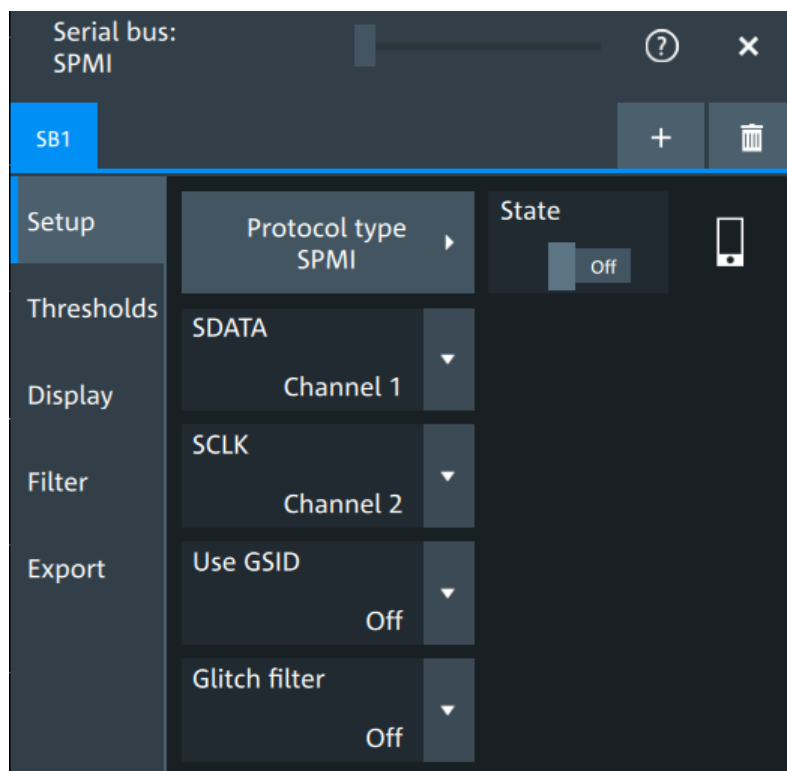 Serial bus:
SPMI
SB1
Setup
Thresholds
Display
Filter
Export
Protocol type
SPMI
State
Off
SDATA
Channel 1
SCLK
Channel 2
Use GSID
Off
Glitch filter
Off